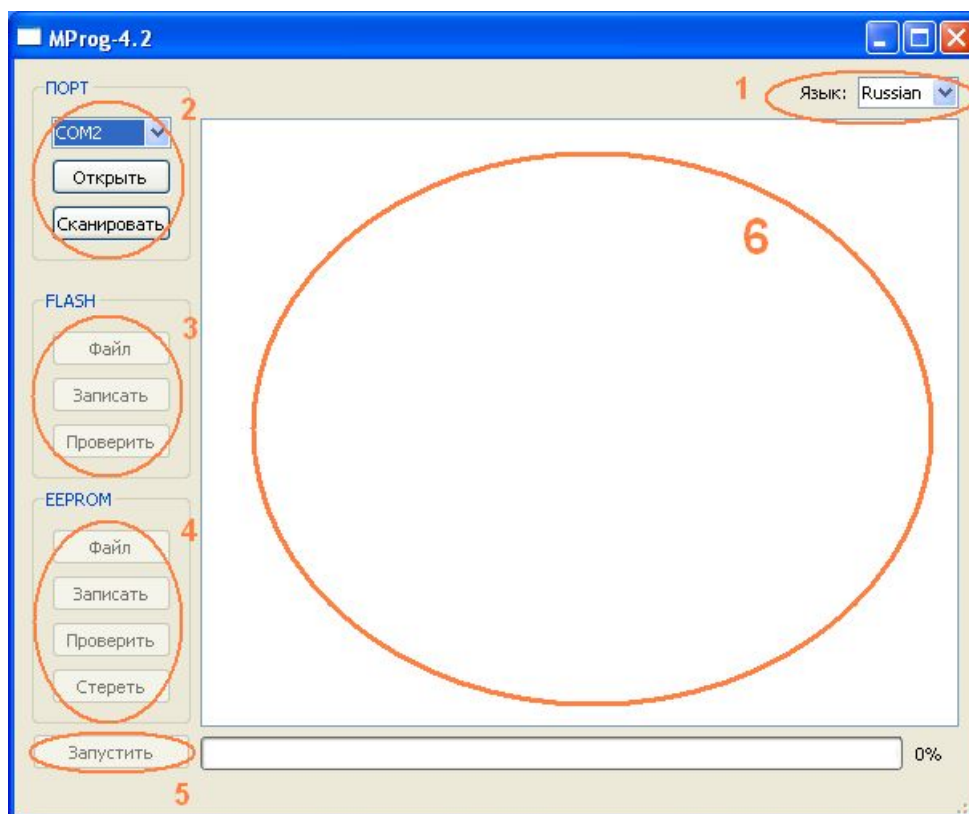 MProg-4.2
ПОРТ
2
1
Язык: Russian
COM2
Открыть
Сканировать
6
FLASH
3
Файл
Записать
Проверить
EEPROM
4
Файл
Записать
Проверить
Стереть
Запустить
0%
5